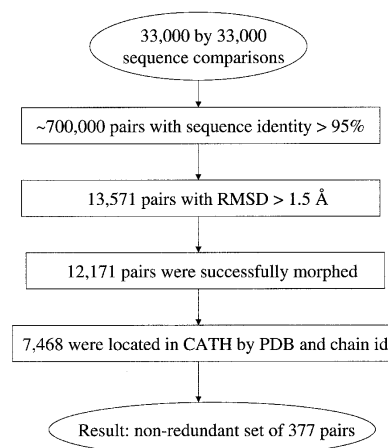 33,000 by 33,000
sequence comparisons
~700,000 pairs with sequence identity > 95%
13,571 pairs with RMSD > 1.5 Å
12,171 pairs were successfully morphed
7,468 were located in CATH by PDB and chain id
Result: non-redundant set of 377 pairs